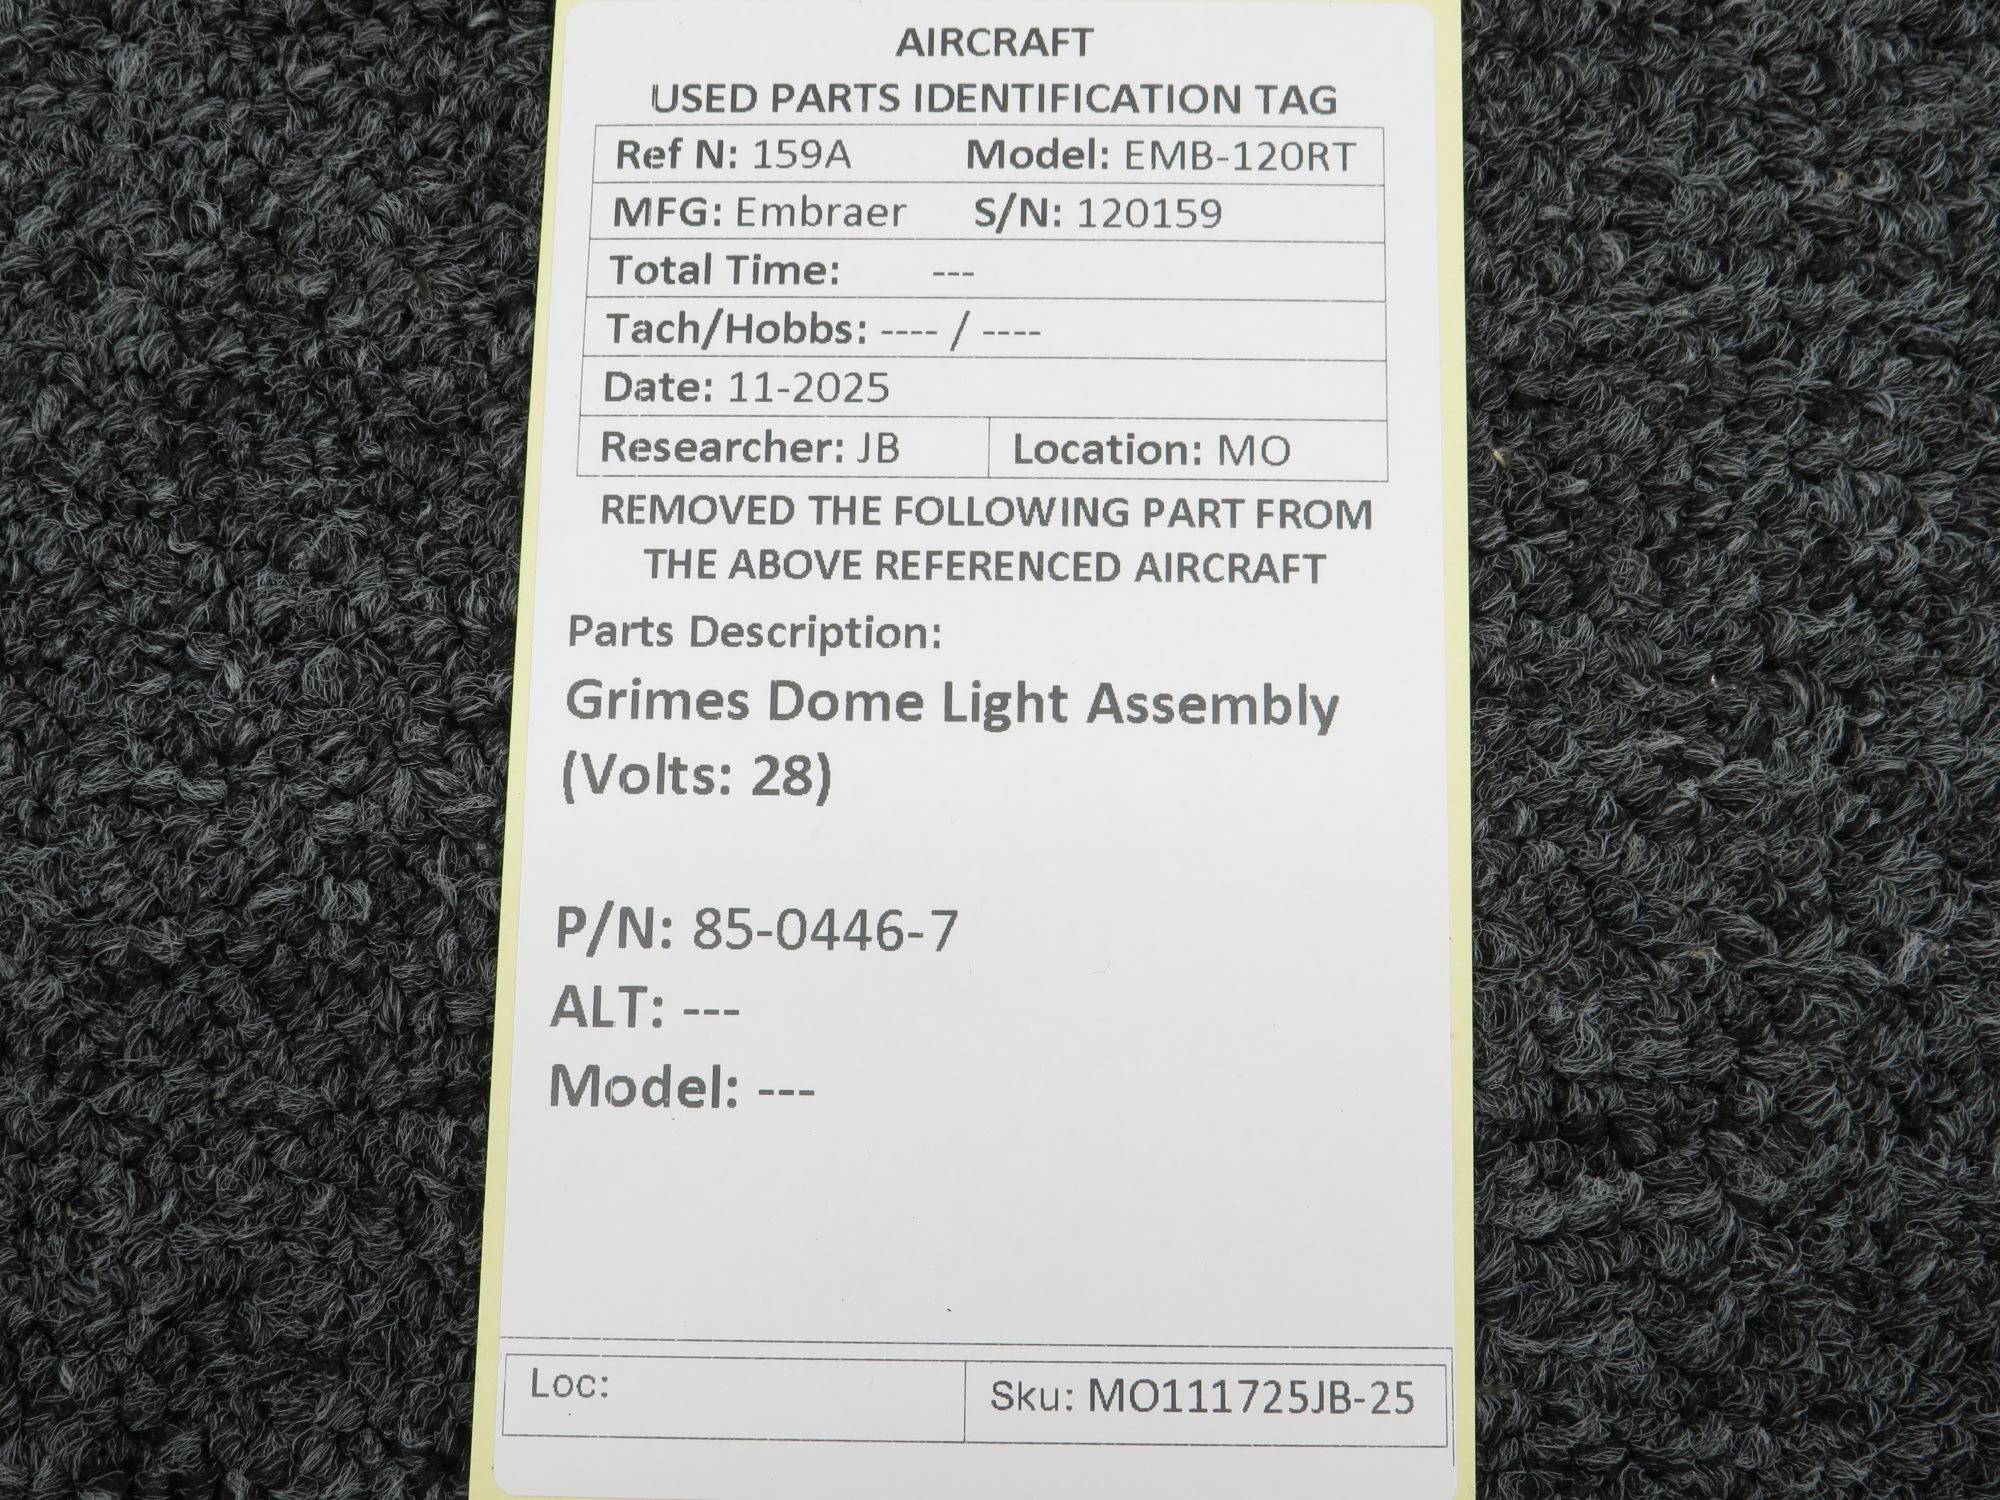 AIRCRAFT
USED PARTS IDENTIFICATION TAG
Ref N: 159A Model: EMB-120RT
MFG: Embraer S/N: 120159
Total Time: ---
Tach/Hobbs: ---- / ----
Date: 11-2025
Researcher: JB Location: MO
REMOVED THE FOLLOWING PART FROM
THE ABOVE REFERENCED AIRCRAFT
Parts Description:
Grimes Dome Light Assembly
(Volts: 28)
P/N: 85-0446-7
ALT: ---
Model: ---
Loc: Sku: MO111725JB-25